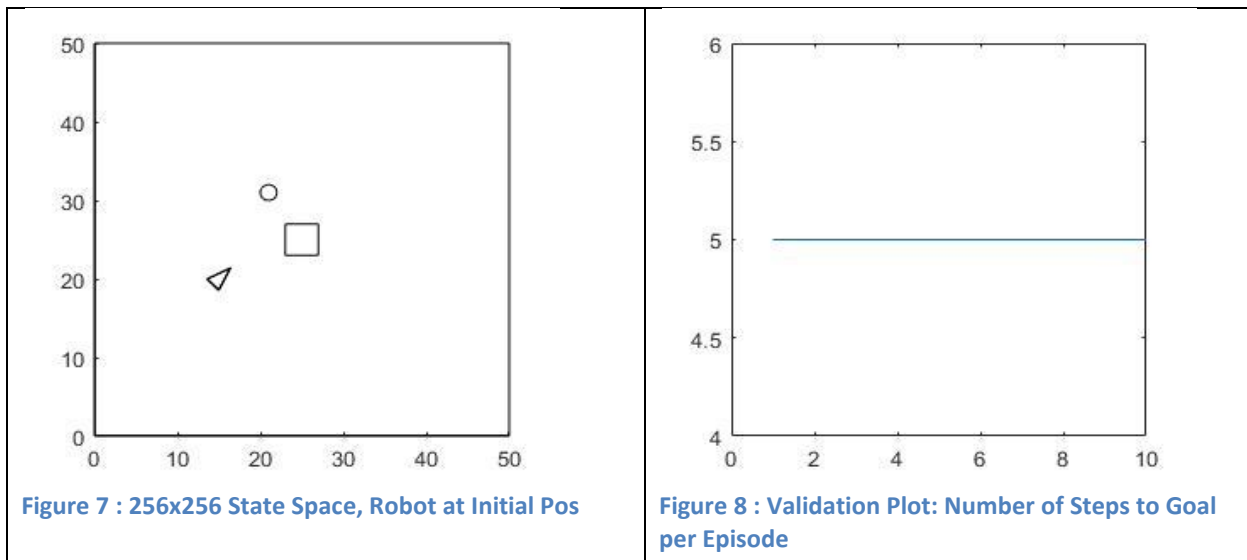 50
40
30
20
10
0
0 10 20 30 40 50
Figure 7 : 256x256 State Space, Robot at Initial Pos
6
5.5
5
4.5
4
0 2 4 6 8 10
Figure 8 : Validation Plot: Number of Steps to Goal
per Episode